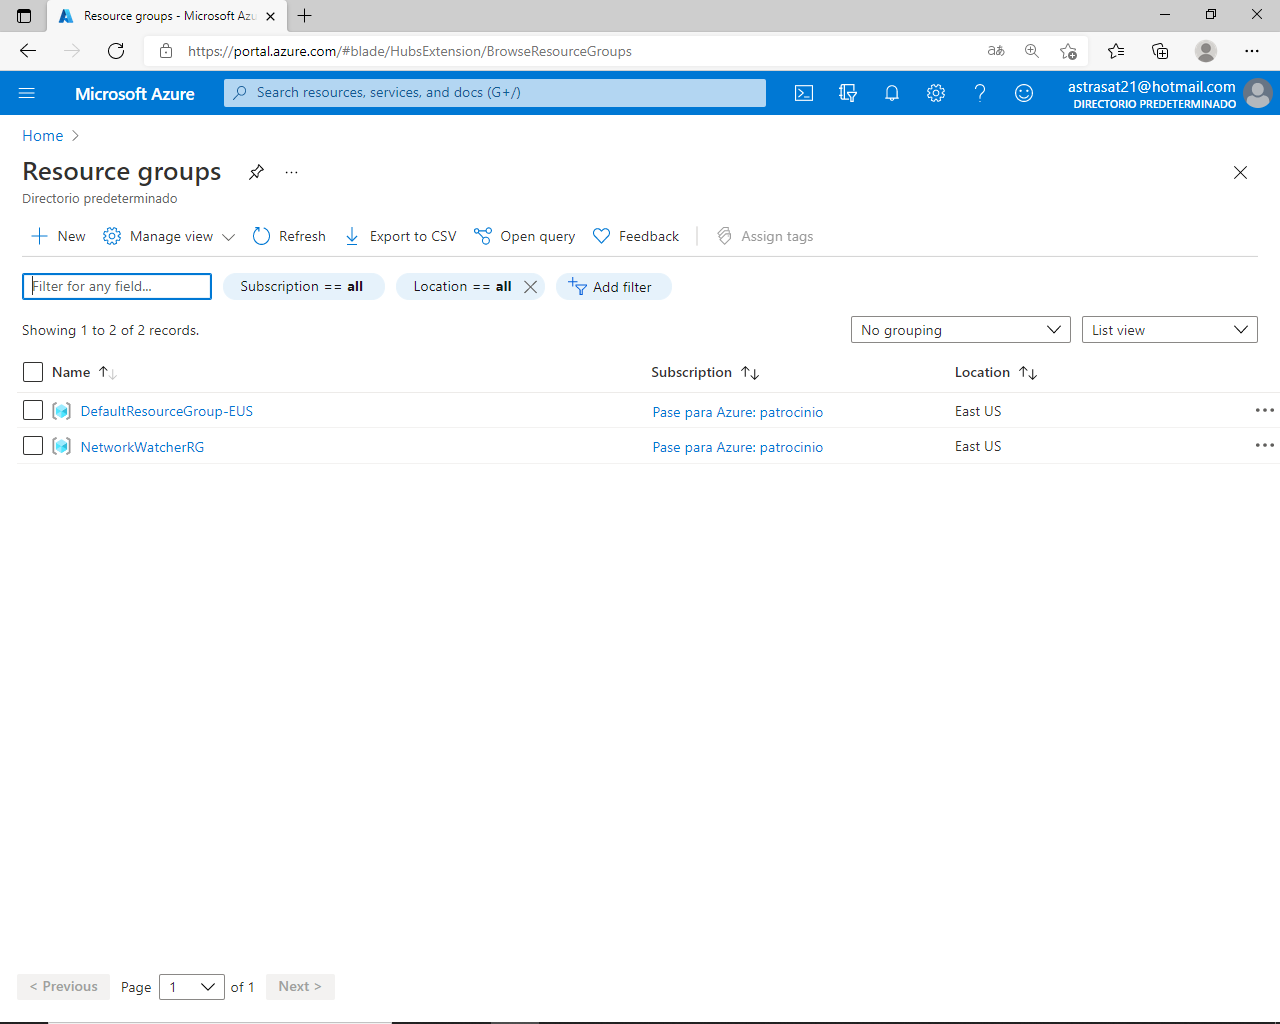 Resource groups - Microsoft Azu
https://portal.azure.com/#blade/HubsExtension/BrowseResourceGroups
Microsoft Azure
Search resources, services, and docs (G+/)
astrasat21@hotmail.com
DIRECTORIO PREDETERMINADO
Home
Resource groups
Directorio predeterminado
New Manage view Refresh Export to CSV Open query Feedback Assign tags
Filter for any field... Subscription == all Location == all Add filter
Showing 1 to 2 of 2 records. No grouping List view
Name Subscription Location
DefaultResourceGroup-EUS Pase para Azure: patrocinio East US
NetworkWatcherRG Pase para Azure: patrocinio East US
< Previous Page 1 of 1 Next >